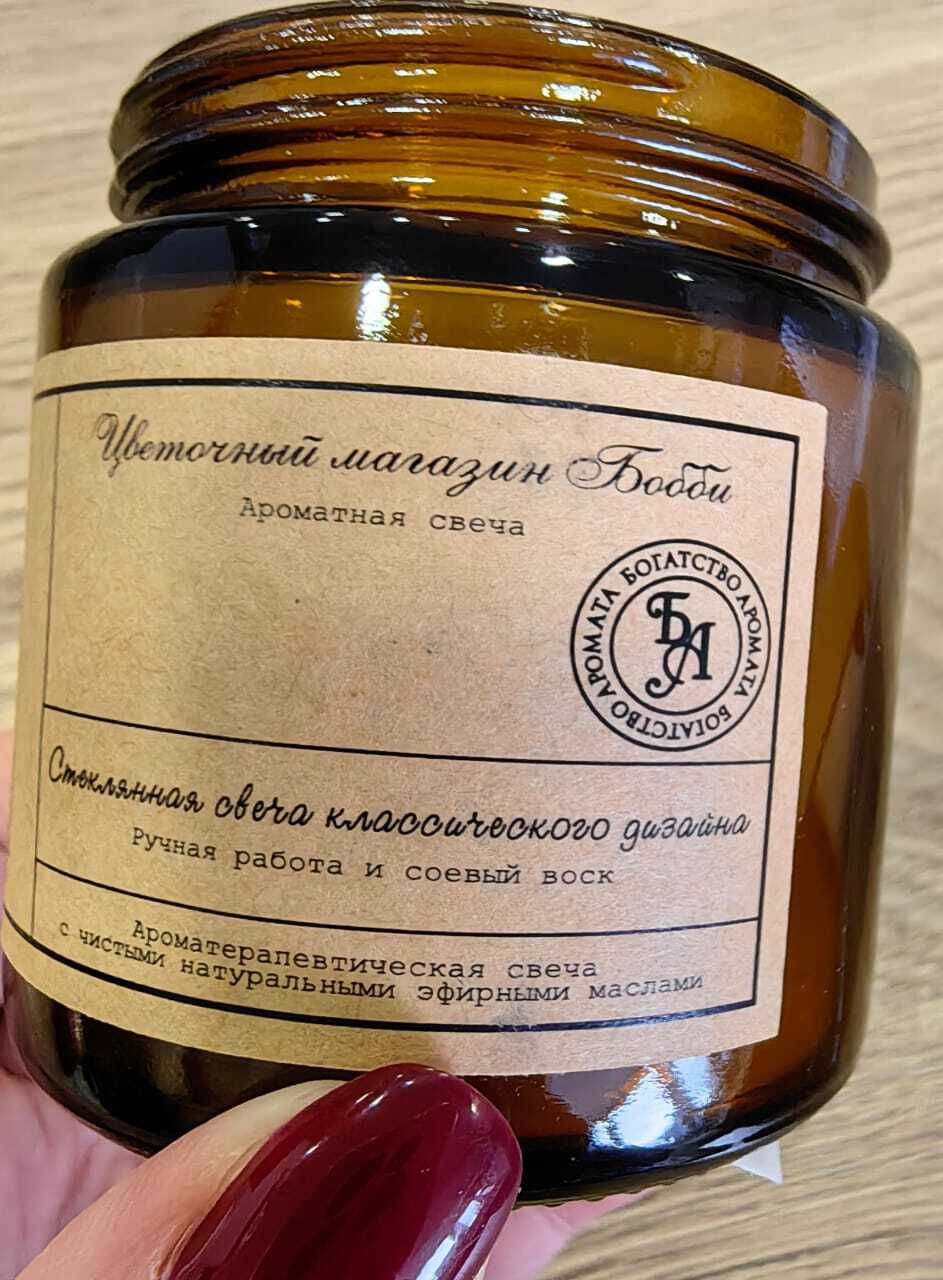 Цветочный магазин Бобби
Ароматная свеча
БОГАТСТВО АРОМАТА БОГАТСТВО АРОМАТА
БА
Стеклянная свеча классического дизайна
Ручная работа и соевый воск
Ароматерапевтическая свеча
с чистыми натуральными эфирными маслами